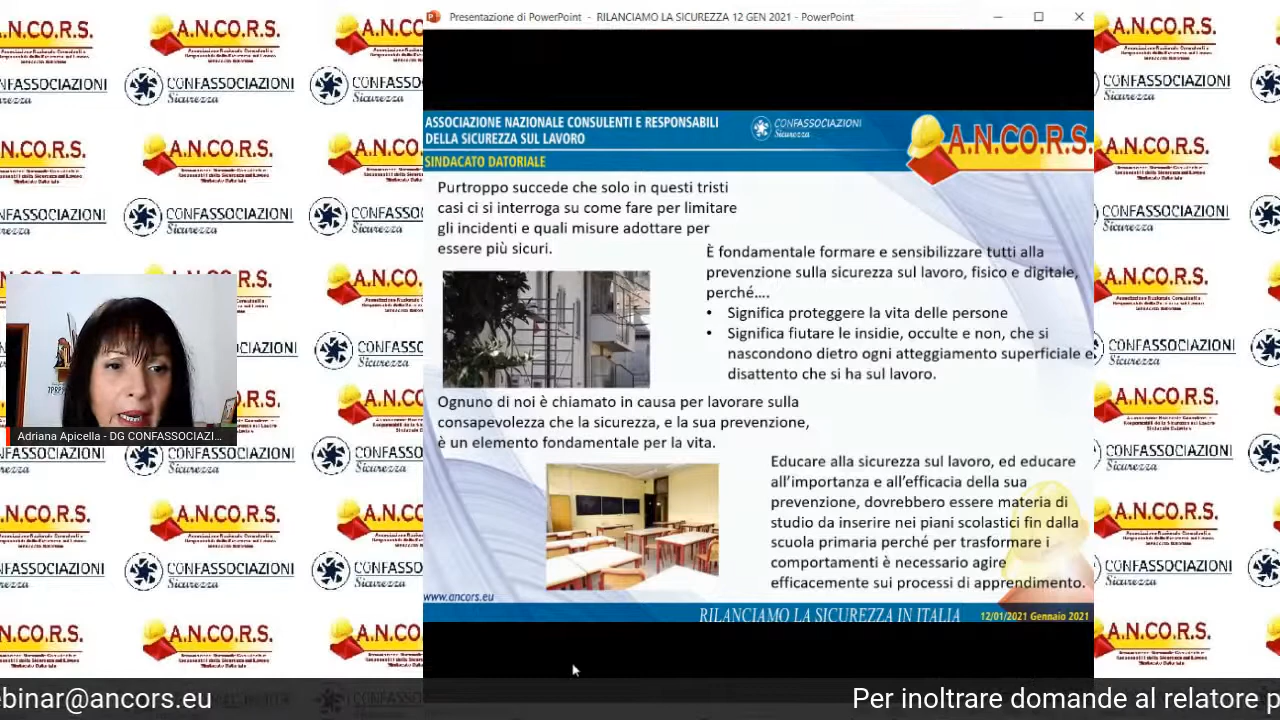 Presentazione di PowerPoint - RILANCIAMO LA SICUREZZA 12 GEN 2021 - PowerPoint
ASSOCIAZIONE NAZIONALE CONSULENTI E RESPONSABILI
DELLA SICUREZZA SUL LAVORO
SINDACATO DATORIALE
CONFASSOCIAZIONI
Sicurezza
A.N.CO.R.S.
Purtroppo succede che solo in questi tristi
casi ci si interroga su come fare per limitare
gli incidenti e quali misure adottare per
essere più sicuri.
È fondamentale formare e sensibilizzare tutti alla
prevenzione sulla sicurezza sul lavoro, fisico e digitale,
perché....
• Significa proteggere la vita delle persone
• Significa fiutare le insidie, occulte e non, che si
nascondono dietro ogni atteggiamento superficiale e
disattento che si ha sul lavoro.
Ognuno di noi è chiamato in causa per lavorare sulla
consapevolezza che la sicurezza, e la sua prevenzione,
è un elemento fondamentale per la vita.
Educare alla sicurezza sul lavoro, ed educare
all'importanza e all'efficacia della sua
prevenzione, dovrebbero essere materia di
studio da inserire nei piani scolastici fin dalla
scuola primaria perché per trasformare i
comportamenti è necessario agire
efficacemente sui processi di apprendimento.
www.ancors.eu
RILANCIAMO LA SICUREZZA IN ITALIA
12/01/2021 Gennaio 2021
Adriana Apicella - DG CONFASSOCIAZI...
ebinar@ancors.eu
Per inoltrare domande al relatore p